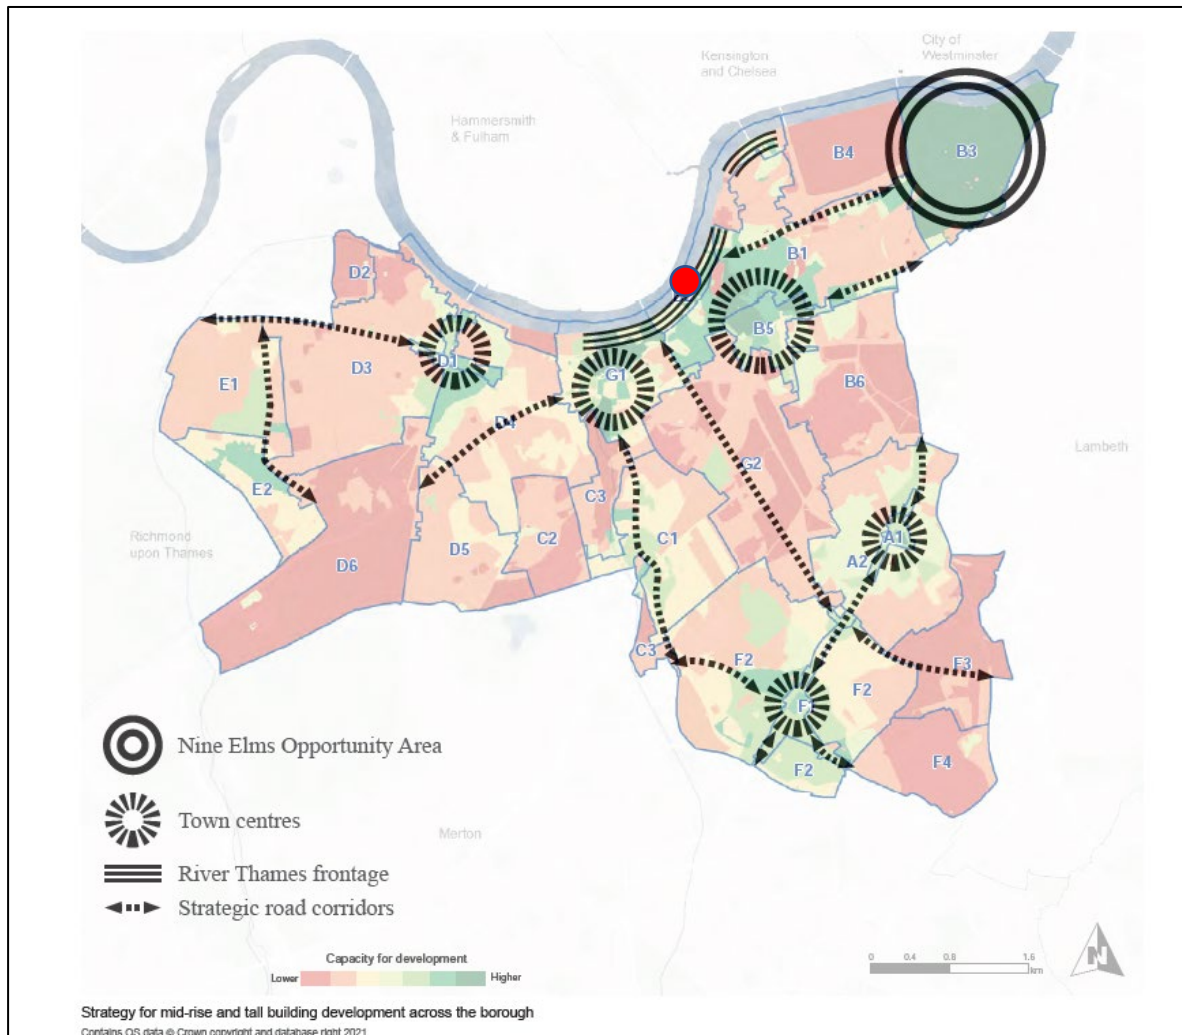 City of
Westminster
Kensington
and Chelsea
Hammersmith
& Fulham
B3
B4
B1
D2
B5
D1
D3
G1
E1
B6
D4
Lambeth
G2
E2
C3
Richmond
upon Thames
C2
C1
A1
D5
D6
A2
C3
F2
F3
F2
F1
F4
F2
Nine Elms Opportunity Area
Town centres
Merton
River Thames frontage
Strategic road corridors
Capacity for development
Lower
Higher
0 0.4 0.8 1.6
km
N
Strategy for mid-rise and tall building development across the borough
Contains OS data © Crown copyright and database right 2021